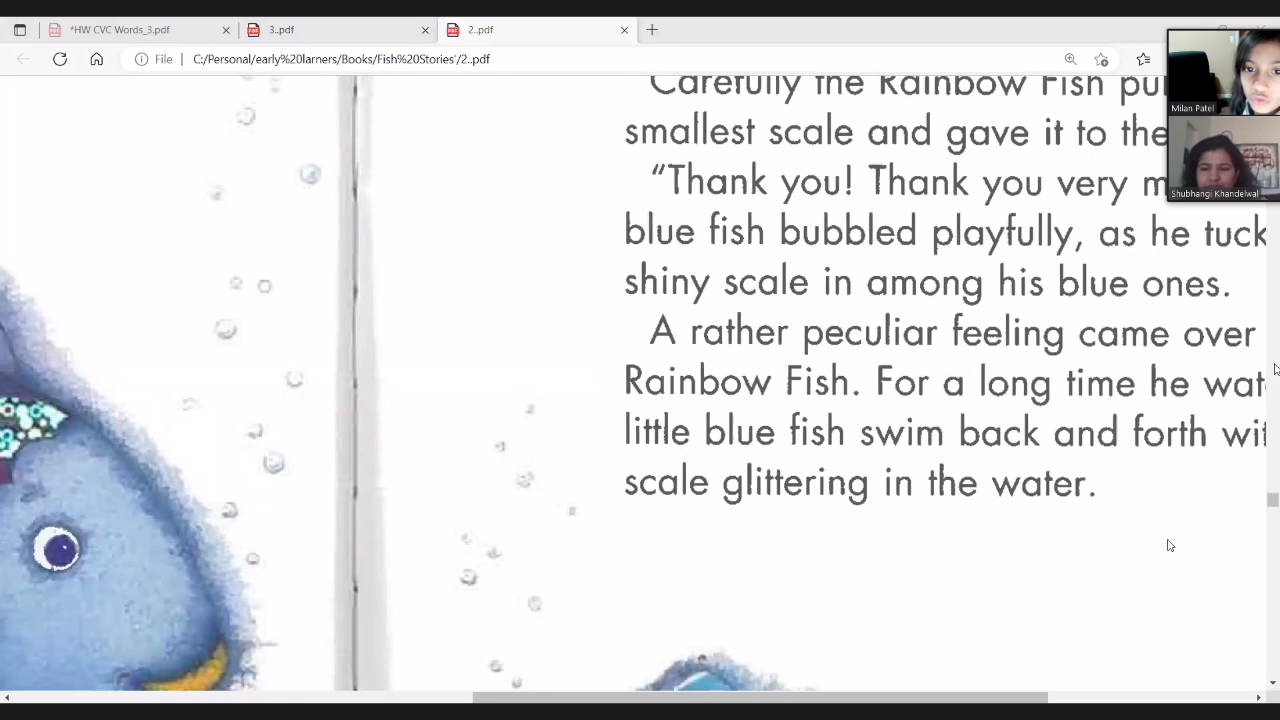 *HW CVC Words_3.pdf
3..pdf
2..pdf
File
C:/Personal/early%20larners/Books/Fish%20Stories'/2..pdf
Milan Patel
Shubhangi Khandelwal
Carefully the Rainbow Fish
smallest scale and gave it to the
“Thank you! Thank you very
blue fish bubbled playfully, as he tuck
shiny scale in among his blue ones.
A rather peculiar feeling came over
Rainbow Fish. For a long time he
little blue fish swim back and forth
scale glittering in the water.